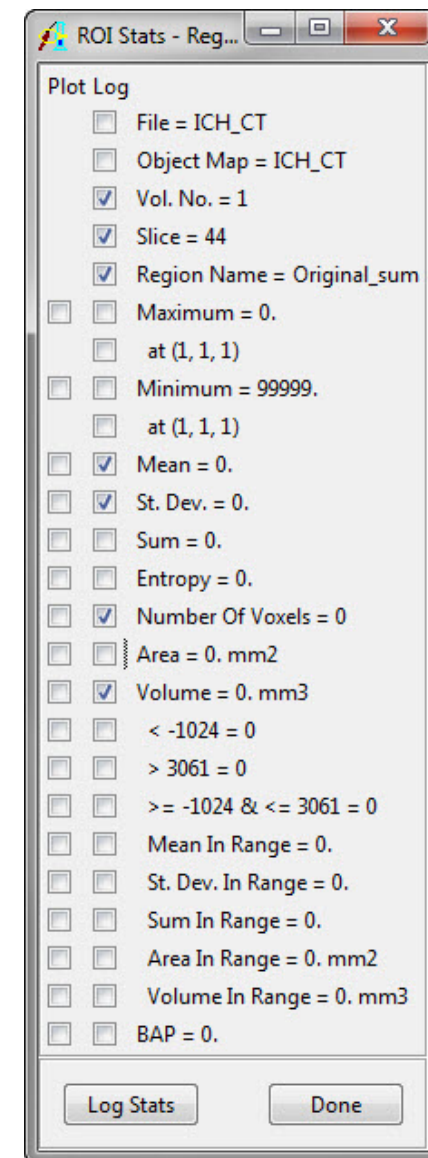 ROI Stats - Reg...
Plot Log
File = ICH_CT
Object Map = ICH_CT
Vol. No. = 1
Slice = 44
Region Name = Original_sum
Maximum = 0.
at (1, 1, 1)
Minimum = 99999.
at (1, 1, 1)
Mean = 0.
St. Dev. = 0.
Sum = 0.
Entropy = 0.
Number Of Voxels = 0
Area = 0. mm2
Volume = 0. mm3
< -1024 = 0
> 3061 = 0
>= -1024 & <= 3061 = 0
Mean In Range = 0.
St. Dev. In Range = 0.
Sum In Range = 0.
Area In Range = 0. mm2
Volume In Range = 0. mm3
BAP = 0.
Log Stats Done